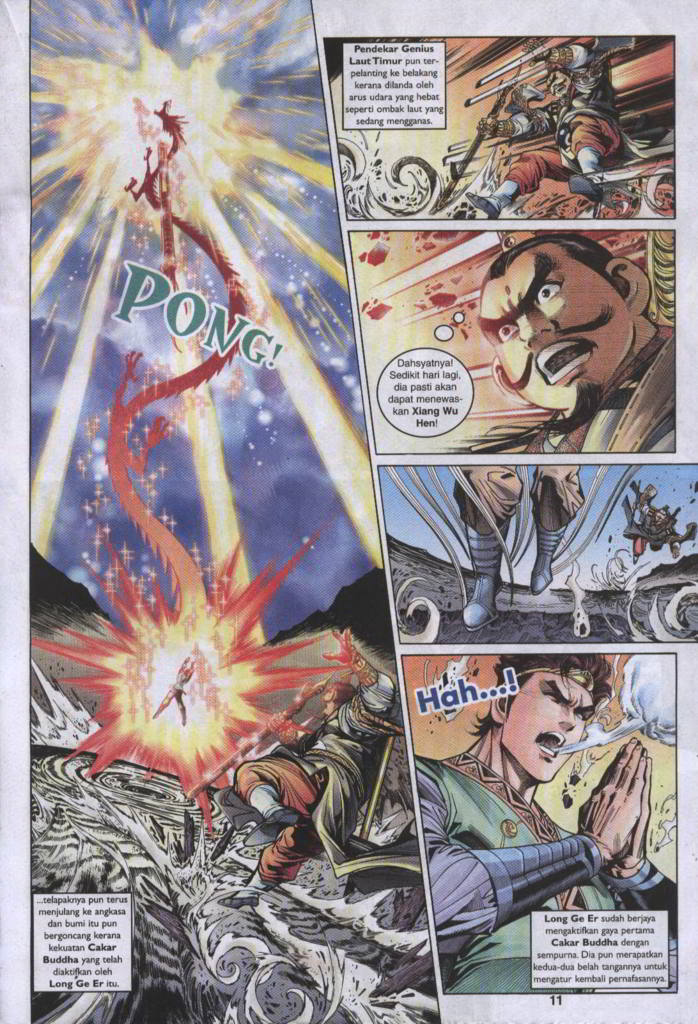 PONG!
...telapaknya pun terus
menjulang ke angkasa
dan bumi itu pun
bergoncang kerana
kekuatan Cakar
Buddha yang telah
diaktifkan oleh
Long Ge Er itu.
Pendekar Genius
Laut Timur pun ter-
pelanting ke belakang
kerana dilanda oleh
arus udara yang hebat
seperti ombak laut yang
sedang mengganas.
Dahsyatnya!
Sedikit hari lagi,
dia pasti akan
dapat menewas-
kan Xiang Wu
Hen!
Hah...!
Long Ge Er sudah berjaya
mengaktifkan gaya pertama
Cakar Buddha dengan
sempurna. Dia pun merapatkan
kedua-dua belah tangannya untuk
mengatur kembali pernafasannya.
11